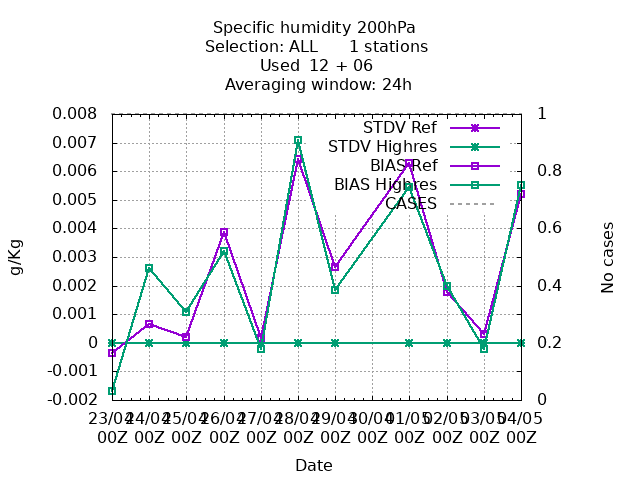 Specific humidity 200hPa
Selection: ALL 1 stations
Used 12 + 06
Averaging window: 24h
0.008
0.007
0.006
0.005
0.004
0.003
0.002
0.001
0
-0.001
-0.002
g/Kg
STDV Ref
STDV Highres
BIAS Ref
BIAS Highres
CASES
1
0.8
0.6
0.4
0.2
0
No cases
23/04 24/04 25/04 26/04 27/04 28/04 29/04 30/04 01/05 02/05 03/05 04/05
00Z 00Z 00Z 00Z 00Z 00Z 00Z 00Z 00Z 00Z 00Z 00Z
Date